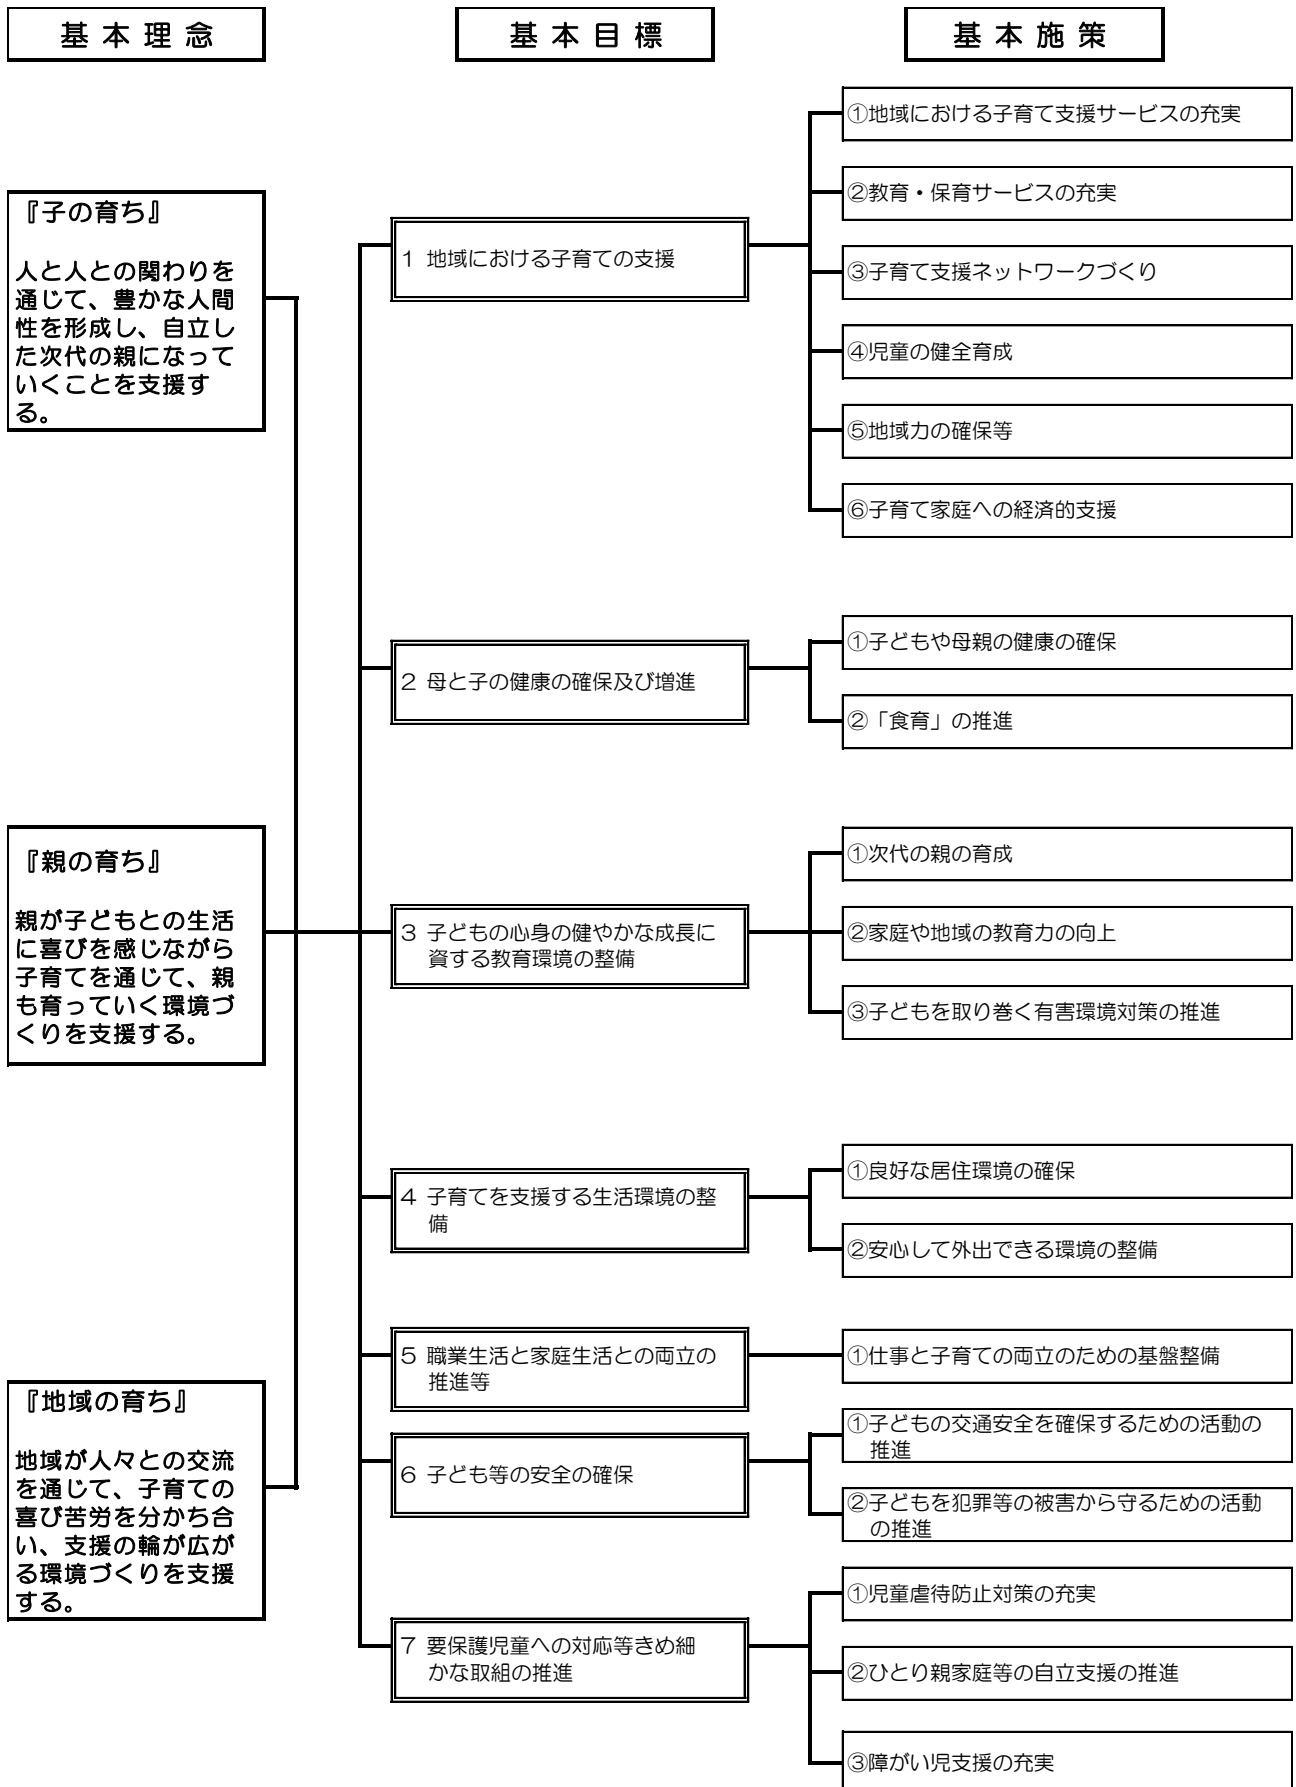 基本理念
基本目標
基本施策
『子の育ち』
人と人との関わりを
通じて、豊かな人間
性を形成し、自立し
た次代の親になって
いくことを支援す
る。
『親の育ち』
親が子どもとの生活
に喜びを感じながら
子育てを通じて、親
も育っていく環境づ
くりを支援する。
『地域の育ち』
地域が人々との交流
を通じて、子育ての
喜び苦労を分かち合
い、支援の輪が広が
る環境づくりを支援
する。
1 地域における子育ての支援
①地域における子育て支援サービスの充実
②教育・保育サービスの充実
③子育て支援ネットワークづくり
④児童の健全育成
⑤地域力の確保等
⑥子育て家庭への経済的支援
2 母と子の健康の確保及び増進
①子どもや母親の健康の確保
②「食育」の推進
3 子どもの心身の健やかな成長に
資する教育環境の整備
①次代の親の育成
②家庭や地域の教育力の向上
③子どもを取り巻く有害環境対策の推進
4 子育てを支援する生活環境の整
備
①良好な居住環境の確保
②安心して外出できる環境の整備
5 職業生活と家庭生活との両立の
推進等
①仕事と子育ての両立のための基盤整備
6 子ども等の安全の確保
①子どもの交通安全を確保するための活動の
推進
②子どもを犯罪等の被害から守るための活動
の推進
7 要保護児童への対応等きめ細
かな取組の推進
①児童虐待防止対策の充実
②ひとり親家庭等の自立支援の推進
③障がい児支援の充実